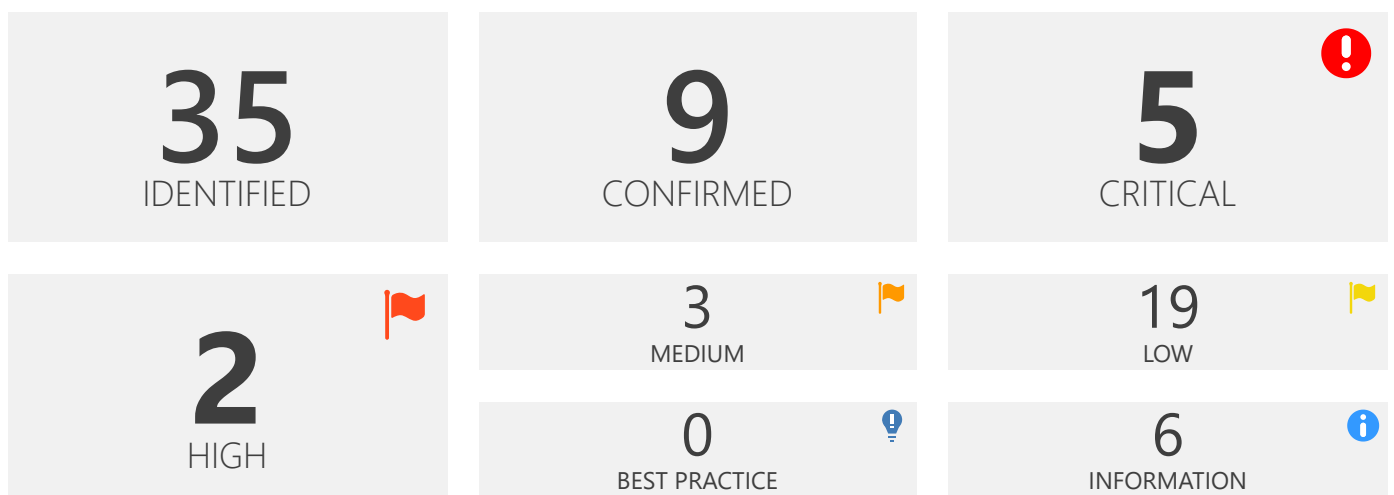 35
IDENTIFIED
9
CONFIRMED
5
CRITICAL
2
HIGH
3
MEDIUM
19
LOW
0
BEST PRACTICE
6
INFORMATION